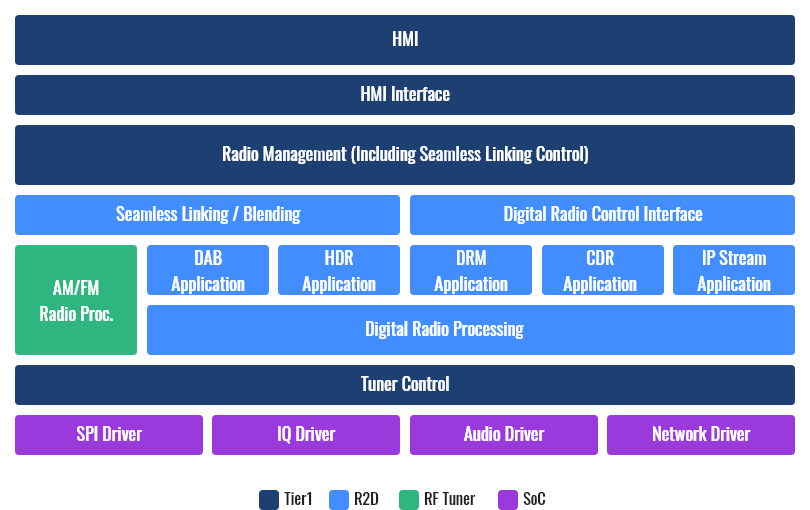 HMI
HMI Interface
Radio Management (Including Seamless Linking Control)
Seamless Linking / Blending
Digital Radio Control Interface
AM/FM
Radio Proc.
DAB
Application
HDR
Application
DRM
Application
CDR
Application
IP Stream
Application
Digital Radio Processing
Tuner Control
SPI Driver
IQ Driver
Audio Driver
Network Driver
Tier1
R2D
RF Tuner
SoC